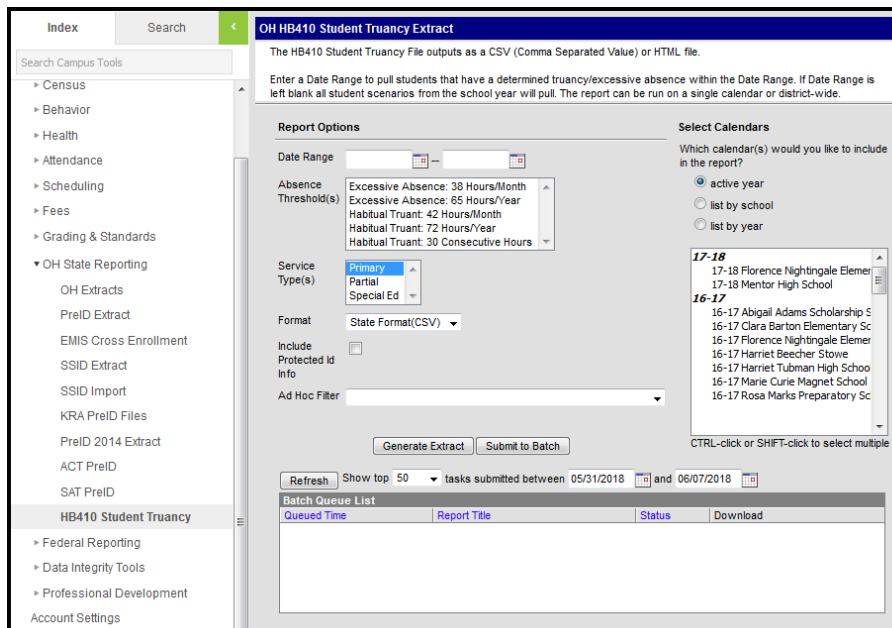 Index
Search
<
Search Campus Tools
Census
Behavior
Health
Attendance
Scheduling
Fees
Grading & Standards
OH State Reporting
OH Extracts
PreID Extract
EMIS Cross Enrollment
SSID Extract
SSID Import
KRA PreID Files
PreID 2014 Extract
ACT PreID
SAT PreID
HB410 Student Truancy
Federal Reporting
Data Integrity Tools
Professional Development
Account Settings
OH HB410 Student Truancy Extract
The HB410 Student Truancy File outputs as a CSV (Comma Separated Value) or HTML file.
Enter a Date Range to pull students that have a determined truancy/excessive absence within the Date Range. If Date Range is
left blank all student scenarios from the school year will pull. The report can be run on a single calendar or district-wide.
Report Options
Date Range
--
Absence
Threshold(s)
Excessive Absence: 38 Hours/Month
Excessive Absence: 65 Hours/Year
Habitual Truant: 42 Hours/Month
Habitual Truant: 72 Hours/Year
Habitual Truant: 30 Consecutive Hours
Service
Type(s)
Primary
Partial
Special Ed
Format
State Format(CSV)
Include
Protected Id
Info
Ad Hoc Filter
Generate Extract
Submit to Batch
Select Calendars
Which calendar(s) would you like to include
in the report?
active year
list by school
list by year
17-18
17-18 Florence Nightingale Elemer
17-18 Mentor High School
16-17
16-17 Abigail Adams Scholarship S
16-17 Clara Barton Elementary Sc
16-17 Florence Nightingale Elemer
16-17 Harriet Beecher Stowe
16-17 Harriet Tubman High Schoo
16-17 Marie Curie Magnet School
16-17 Rosa Marks Preparatory Sc
CTRL-click or SHIFT-click to select multiple
Refresh Show top 50 tasks submitted between 05/31/2018 and 06/07/2018
Batch Queue List
Queued Time Report Title Status Download